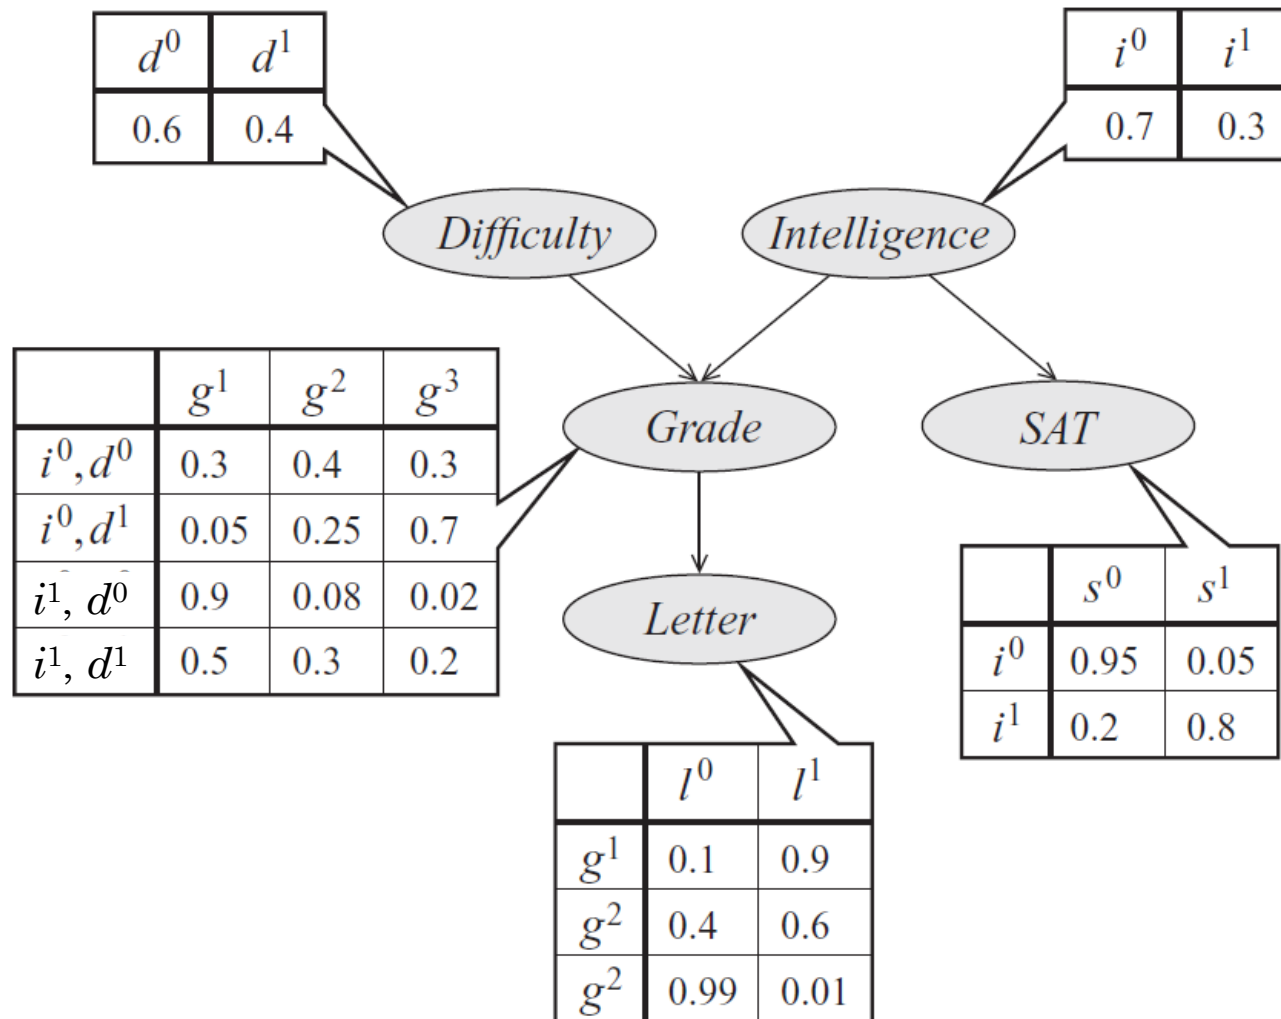 d⁰ d¹
0.6 0.4
i⁰ i¹
0.7 0.3
Difficulty
Intelligence
g¹ g² g³
i⁰, d⁰ 0.3 0.4 0.3
i⁰, d¹ 0.05 0.25 0.7
i¹, d⁰ 0.9 0.08 0.02
i¹, d¹ 0.5 0.3 0.2
Grade
SAT
Letter
s⁰ s¹
i⁰ 0.95 0.05
i¹ 0.2 0.8
l⁰ l¹
g¹ 0.1 0.9
g² 0.4 0.6
g² 0.99 0.01